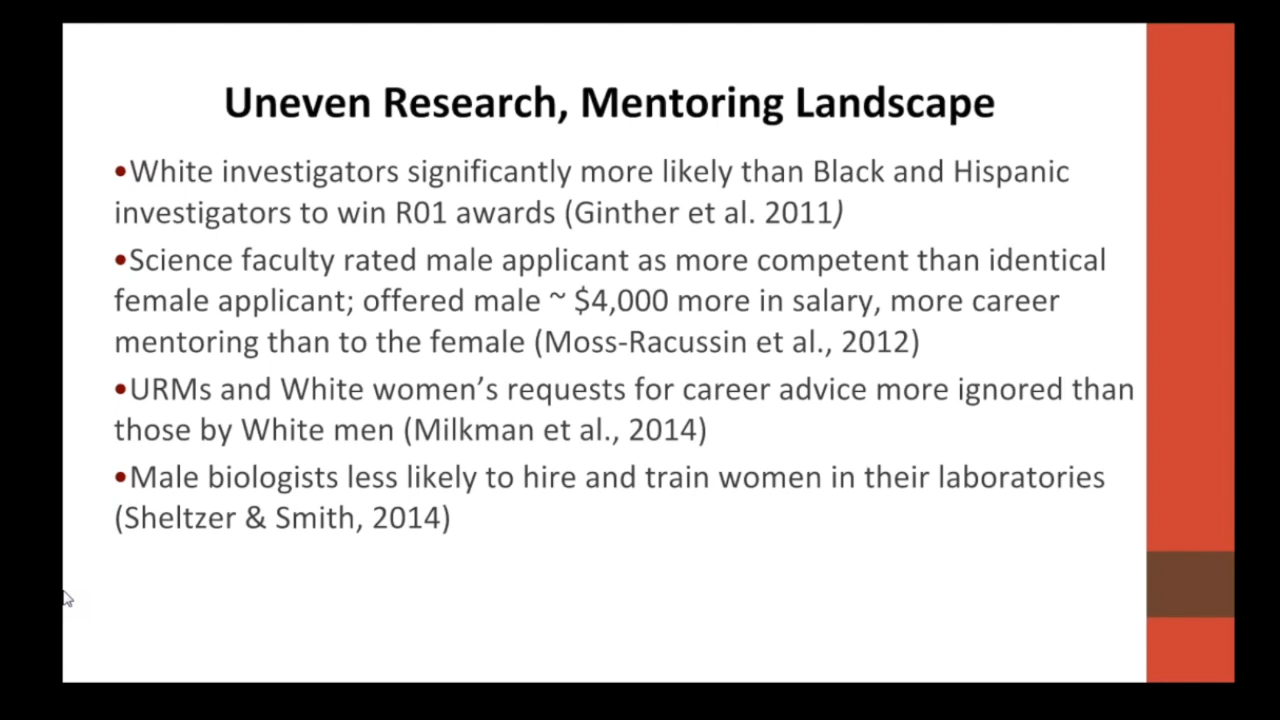 Uneven Research, Mentoring Landscape
•White investigators significantly more likely than Black and Hispanic
investigators to win R01 awards (Ginther et al. 2011)
•Science faculty rated male applicant as more competent than identical
female applicant; offered male ~ $4,000 more in salary, more career
mentoring than to the female (Moss-Racussin et al., 2012)
•URMs and White women’s requests for career advice more ignored than
those by White men (Milkman et al., 2014)
•Male biologists less likely to hire and train women in their laboratories
(Sheltzer & Smith, 2014)